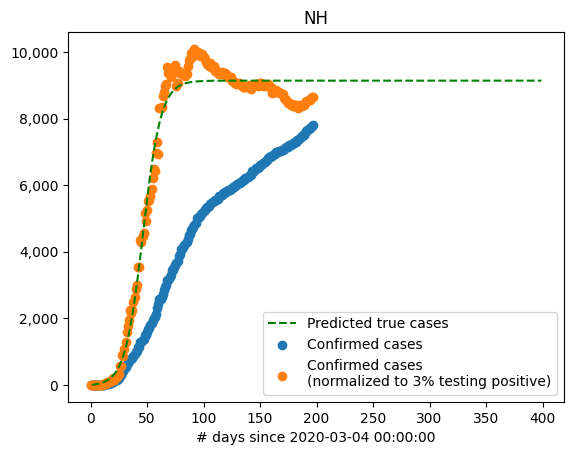 NH
10,000
8,000
6,000
4,000
2,000
0
Predicted true cases
Confirmed cases
Confirmed cases
(normalized to 3% testing positive)
0 50 100 150 200 250 300 350 400
# days since 2020-03-04 00:00:00